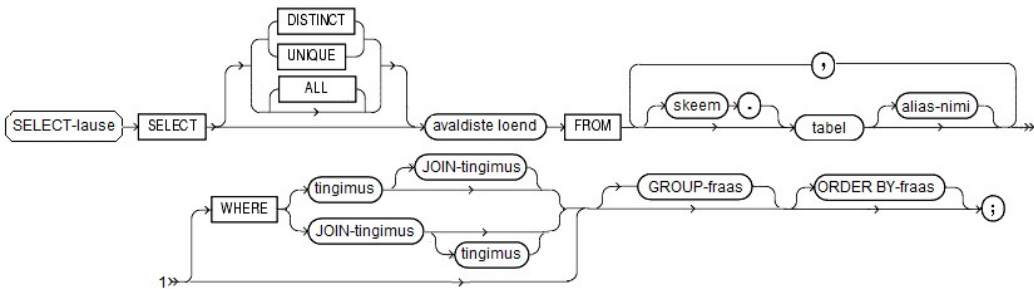 DISTINCT
UNIQUE
ALL
,
skeem . alias-nimi
SELECT-lause SELECT avaldiste loend FROM tabel
JOIN-tingimus
tingimus GROUP-fraas ORDER BY-fraas
WHERE ;
JOIN-tingimus
tingimus
1